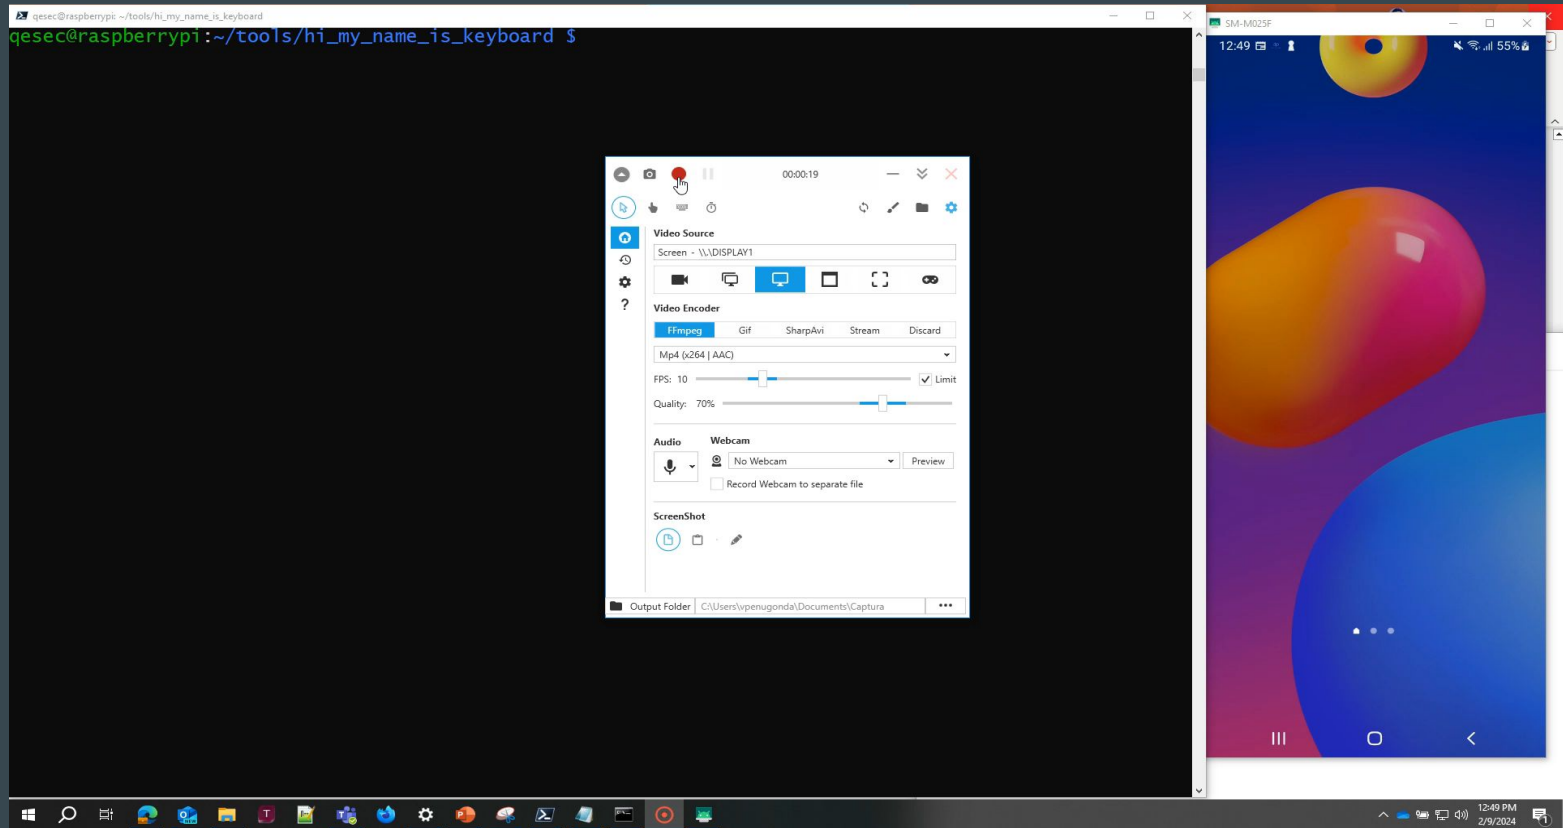 qesec@raspberrypi: ~/tools/hi_my_name_is_keyboard
qesec@raspberrypi:~/tools/hi_my_name_is_keyboard $
00:00:19
Video Source
Screen - \\.\DISPLAY1
Video Encoder
FFmpeg Gif SharpAvi Stream Discard
Mp4 (x264 | AAC)
FPS: 10 Limit
Quality: 70%
Audio Webcam
No Webcam Preview
Record Webcam to separate file
ScreenShot
Output Folder C:\Users\vpenugonda\Documents\Captura
SM-M025F
12:49 55%
12:49 PM
2/9/2024